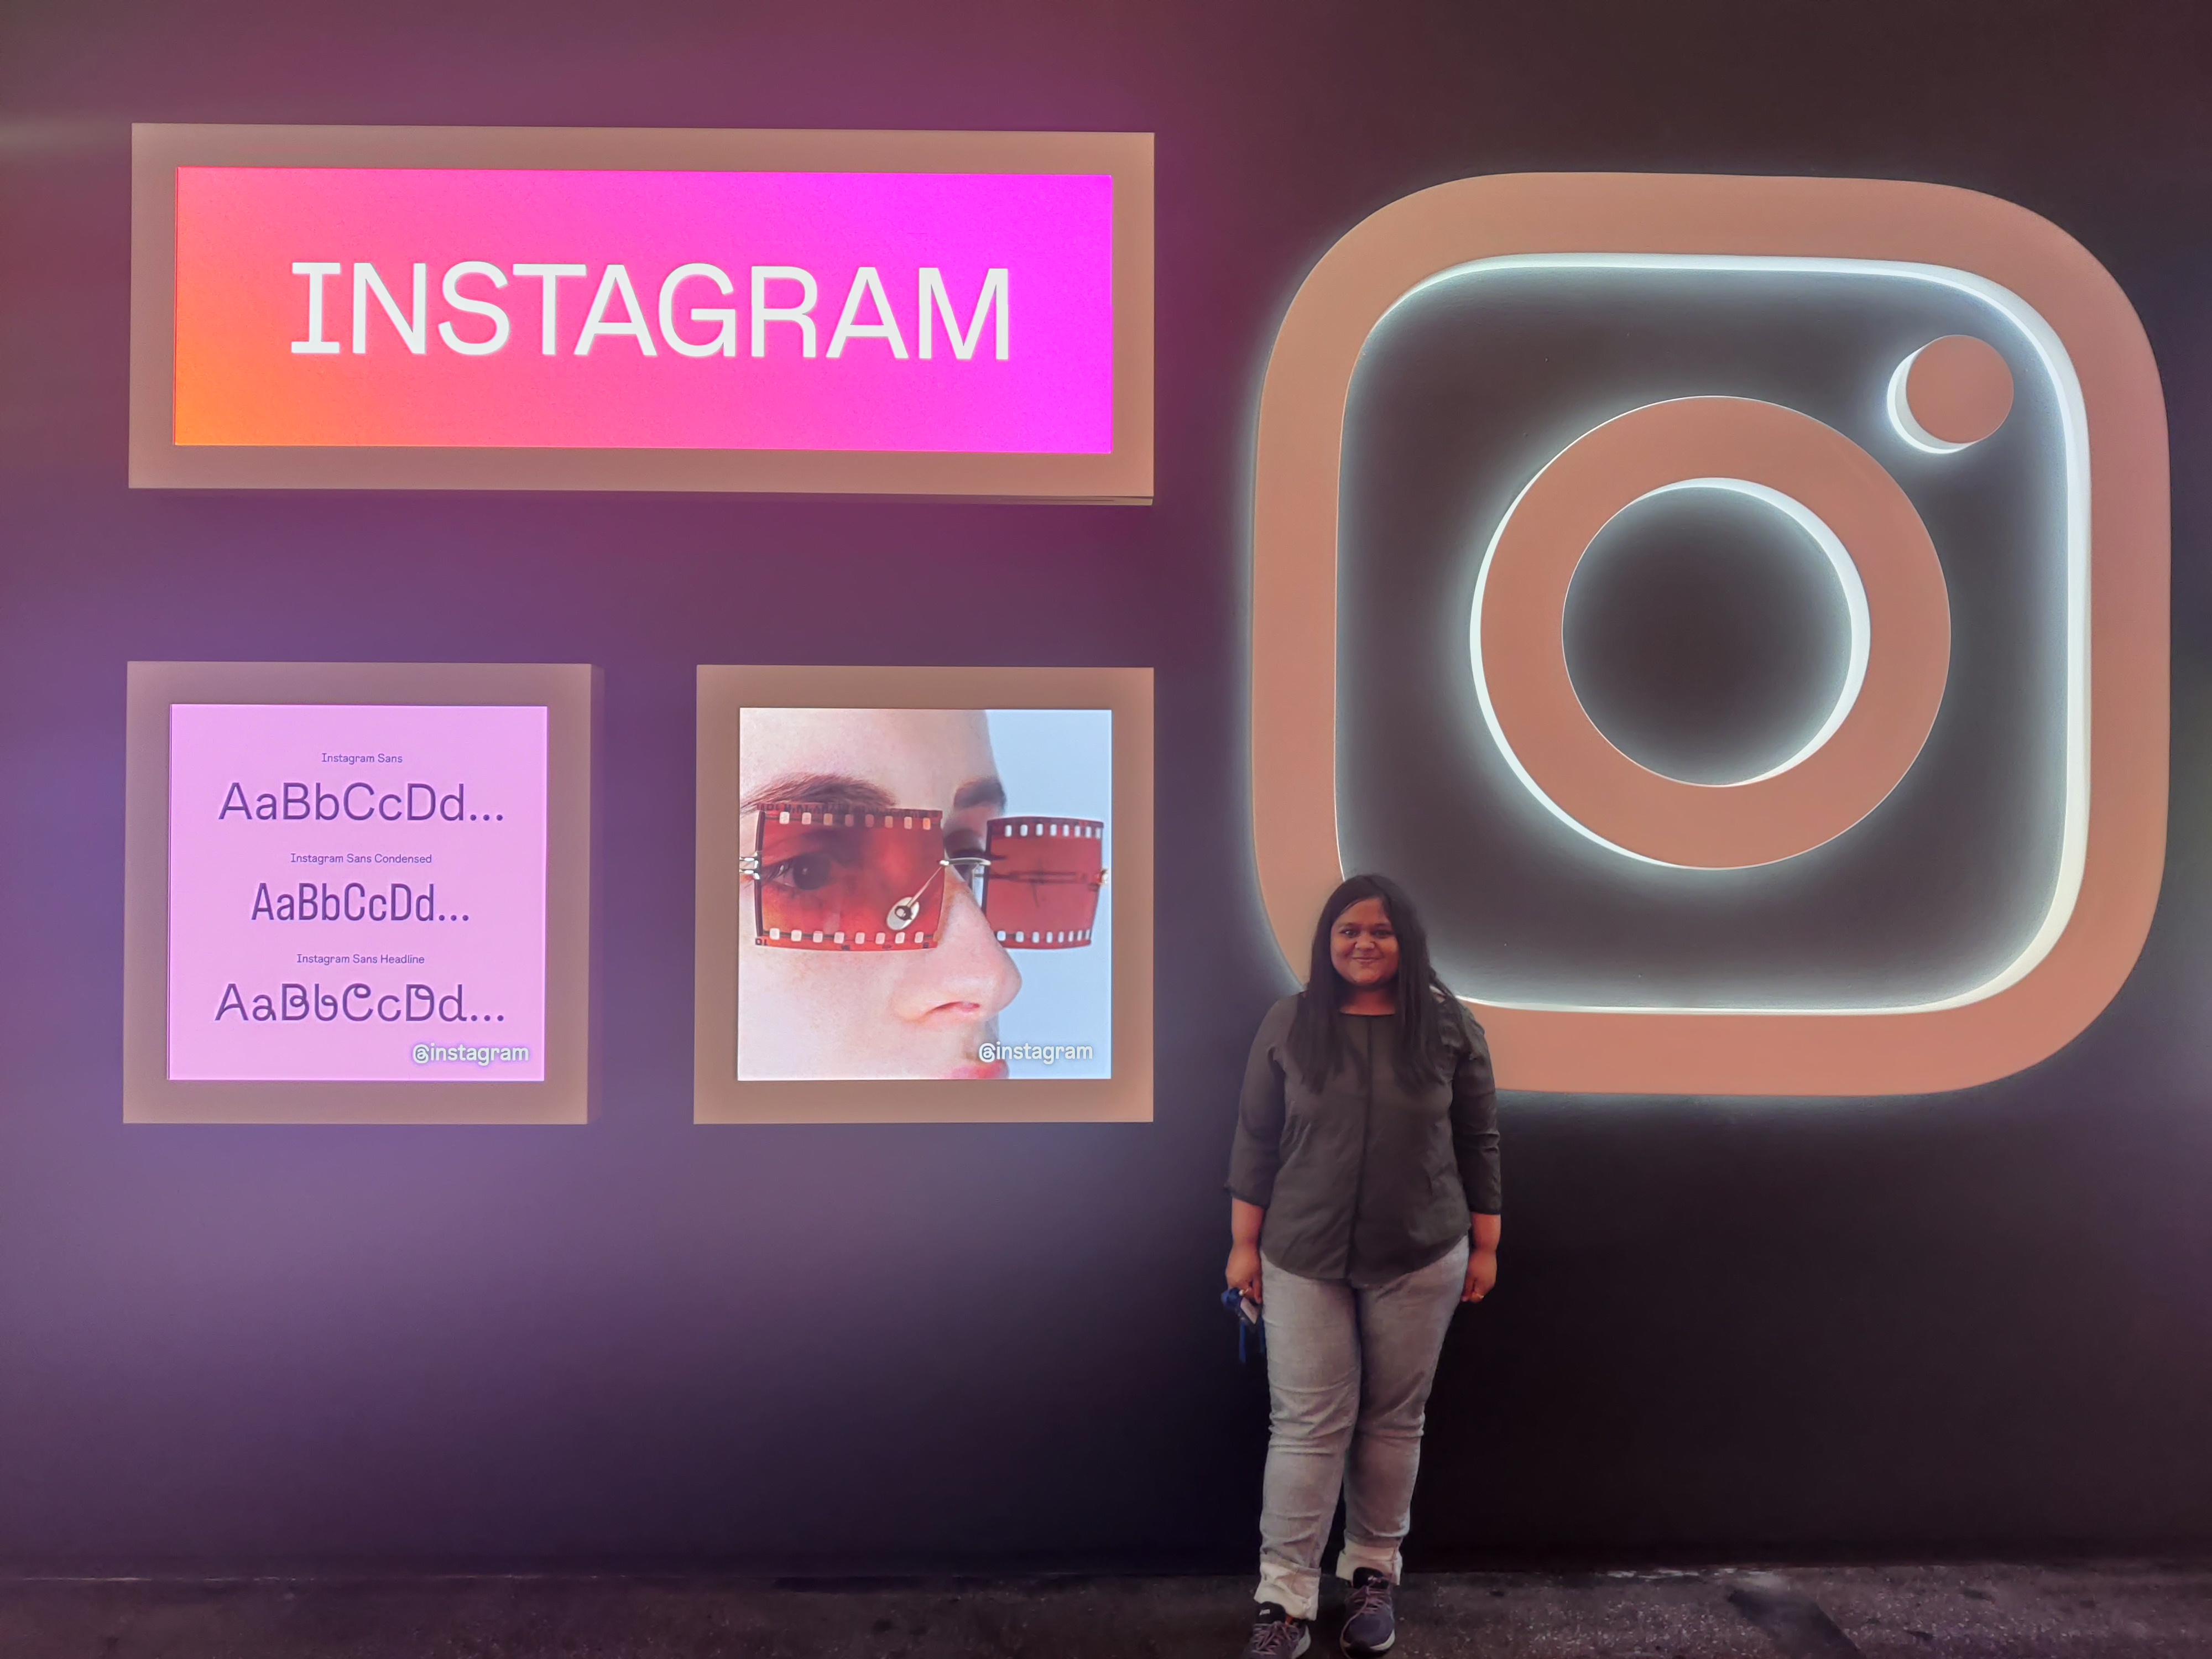 INSTAGRAM
Instagram Sans
AaBbCcDd...
Instagram Sans Condensed
AaBbCcDd...
Instagram Sans Headline
AaBbCcDd...
@instagram
@instagram